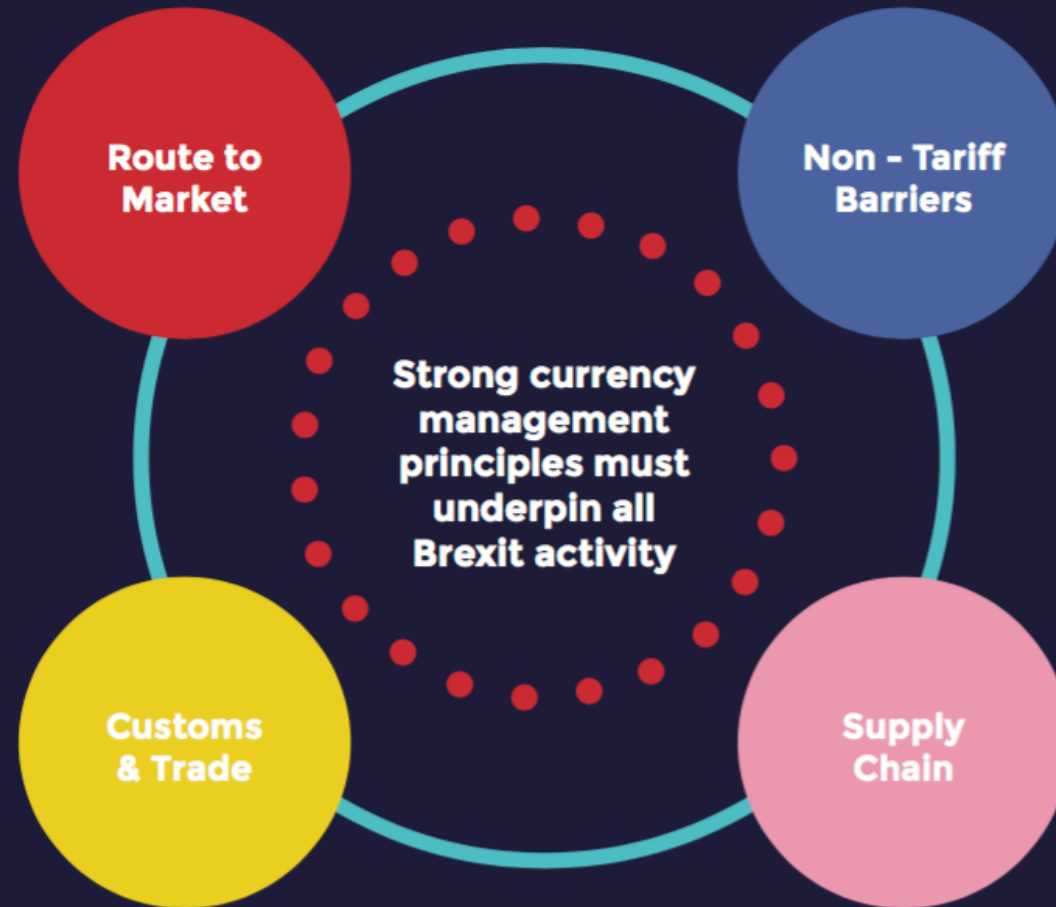 Route to
Market
Non - Tariff
Barriers
Strong currency
management
principles must
underpin all
Brexit activity
Customs
& Trade
Supply
Chain